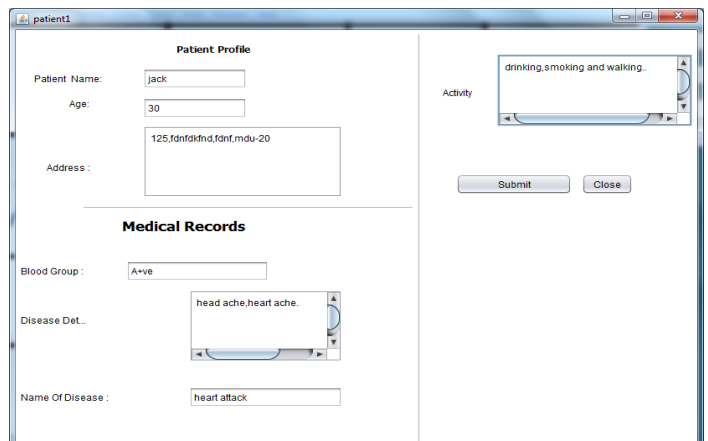 patient1
Patient Profile
Patient Name: jack
Age: 30
Address : 125,fdnfdkfnd,fdnf,mdu-20
Medical Records
Blood Group : A+ve
Disease Det... head ache,heart ache.
Name Of Disease : heart attack
Activity drinking,smoking and walking..
Submit Close